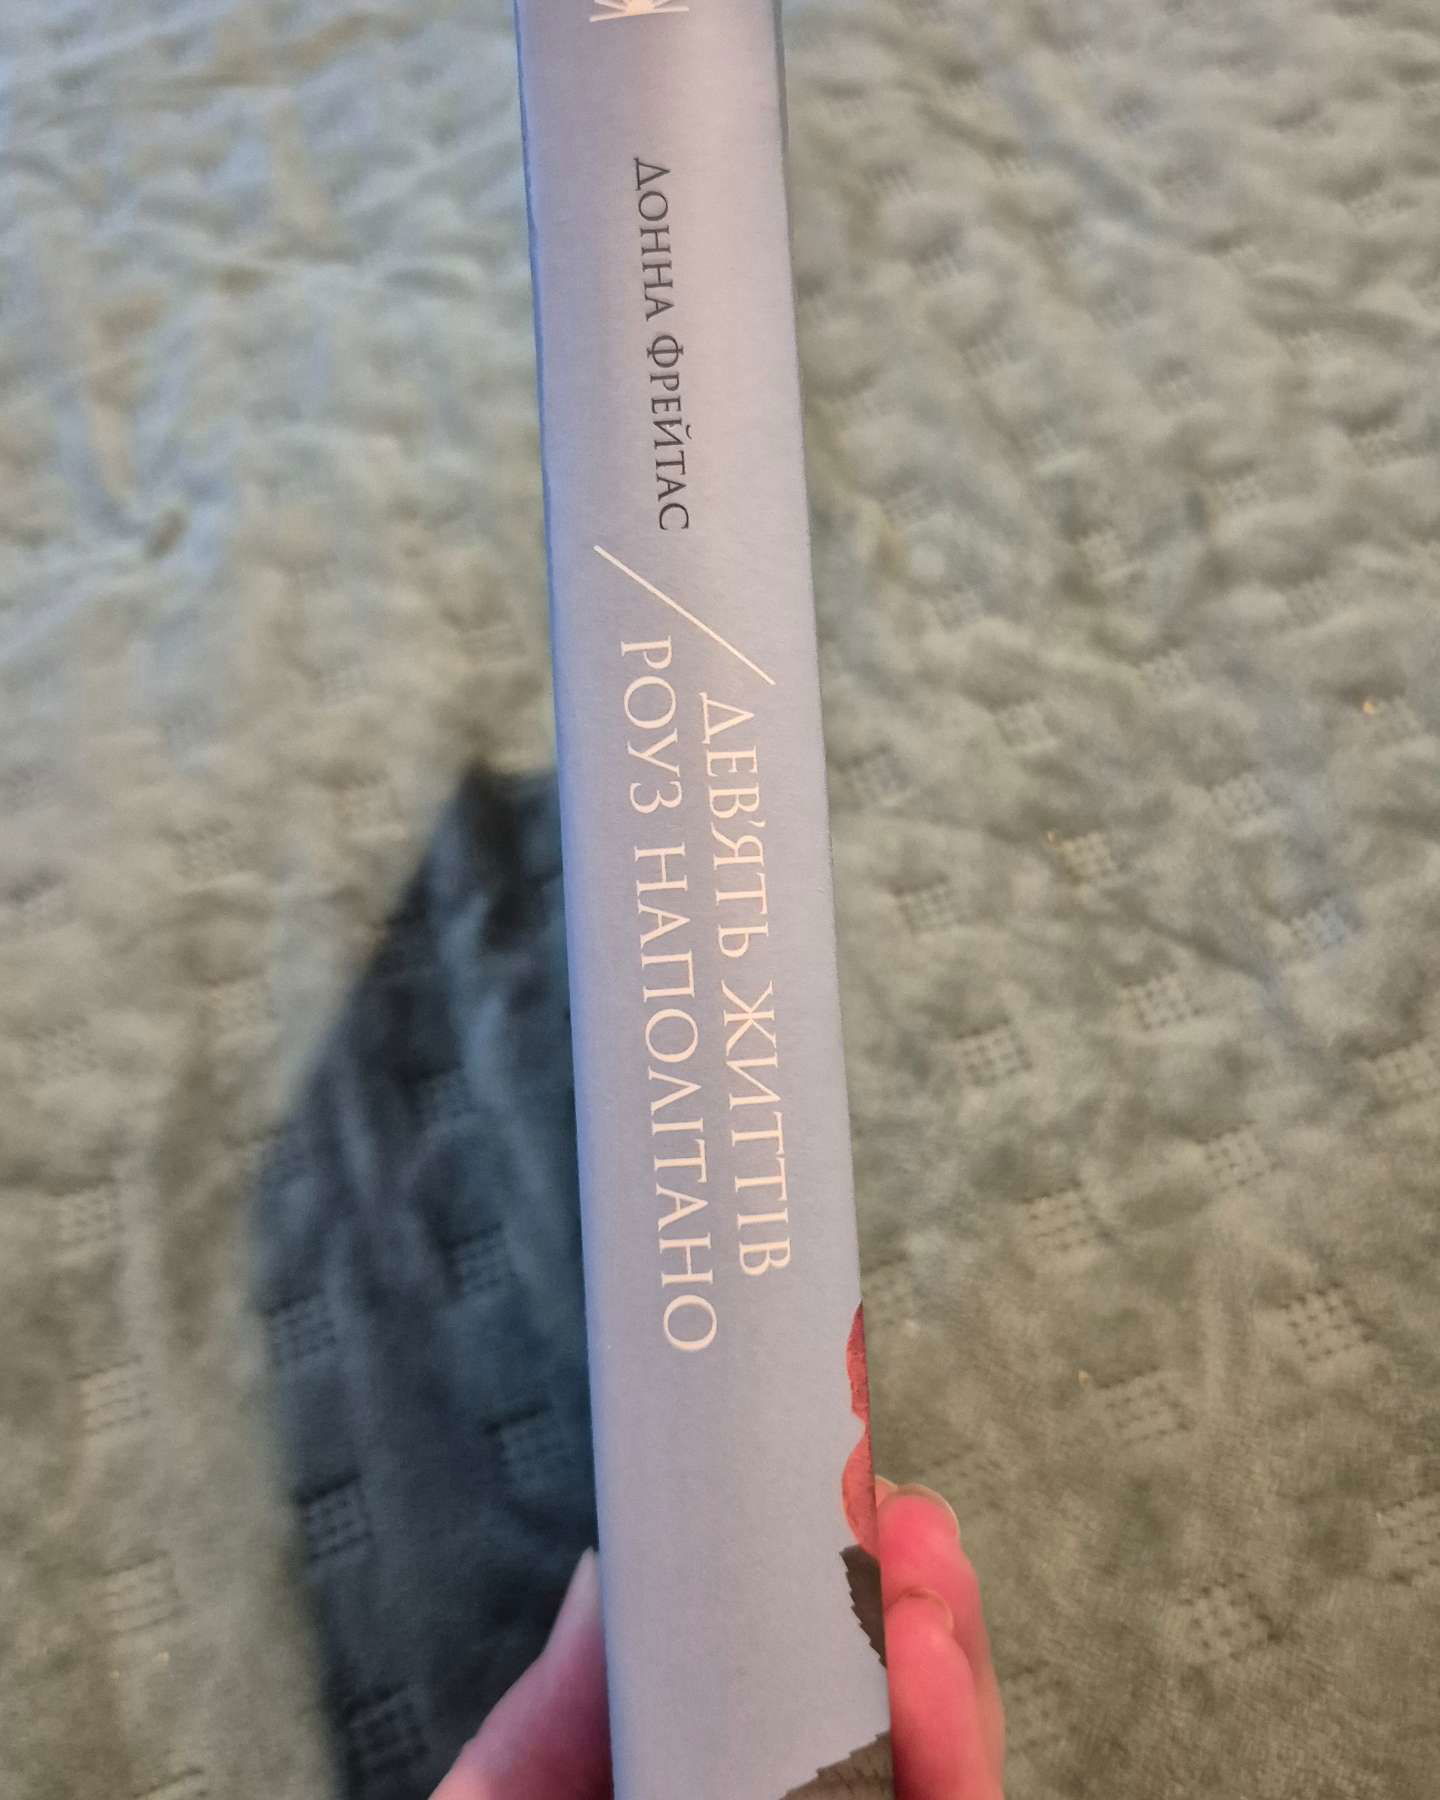 ДОННА ФРЕЙТАС
ДЕВ'ЯТЬ ЖИТТІВ
РОУЗ НАПОЛІТАНО